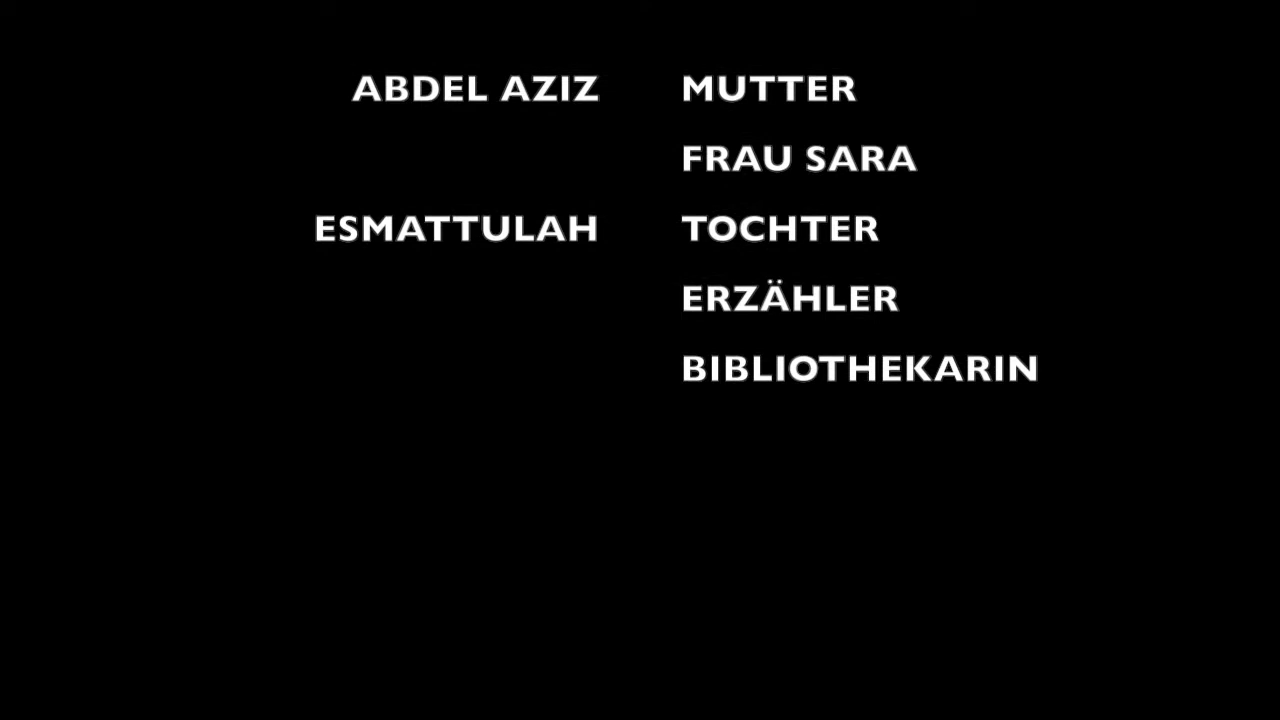 ABDEL AZIZ MUTTER
FRAU SARA
ESMATTULAH TOCHTER
ERZÄHLER
BIBLIOTHEKARIN